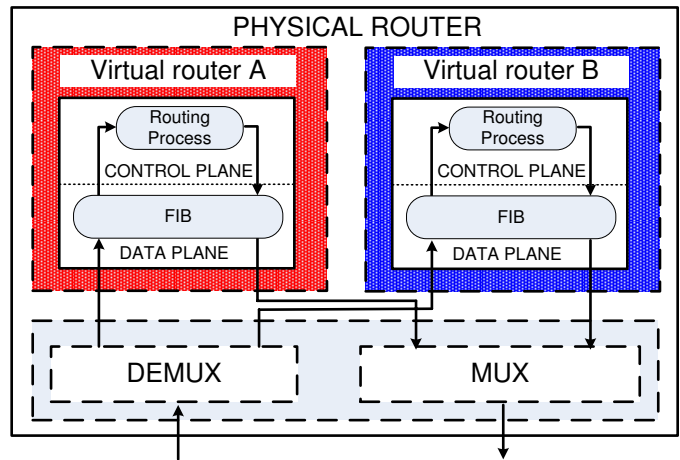 PHYSICAL ROUTER
Virtual router A
Routing
Process
CONTROL PLANE
FIB
DATA PLANE
Virtual router B
Routing
Process
CONTROL PLANE
FIB
DATA PLANE
DEMUX
MUX